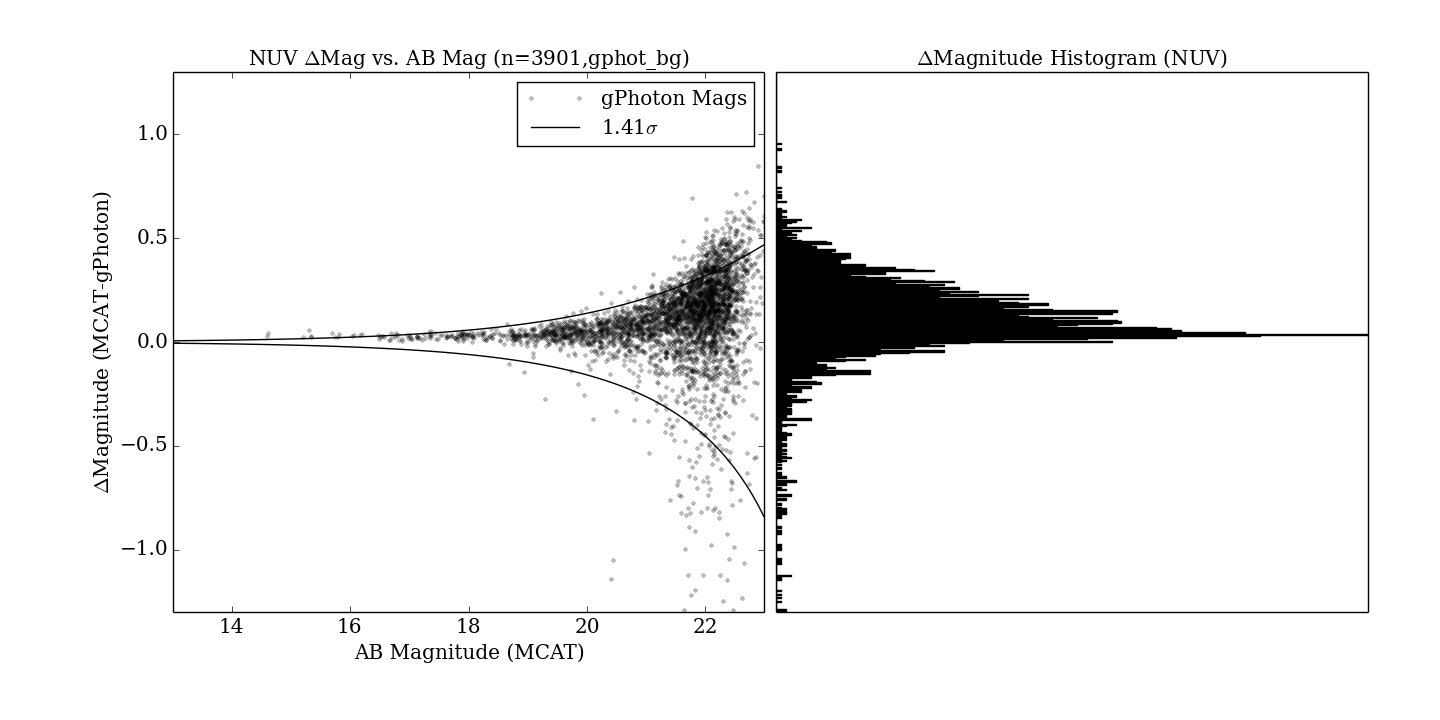 NUV ΔMag vs. AB Mag (n=3901,gphot_bg)
ΔMagnitude Histogram (NUV)
gPhoton Mags
1.41σ
1.0
0.5
0.0
−0.5
−1.0
ΔMagnitude (MCAT-gPhoton)
14 16 18 20 22
AB Magnitude (MCAT)